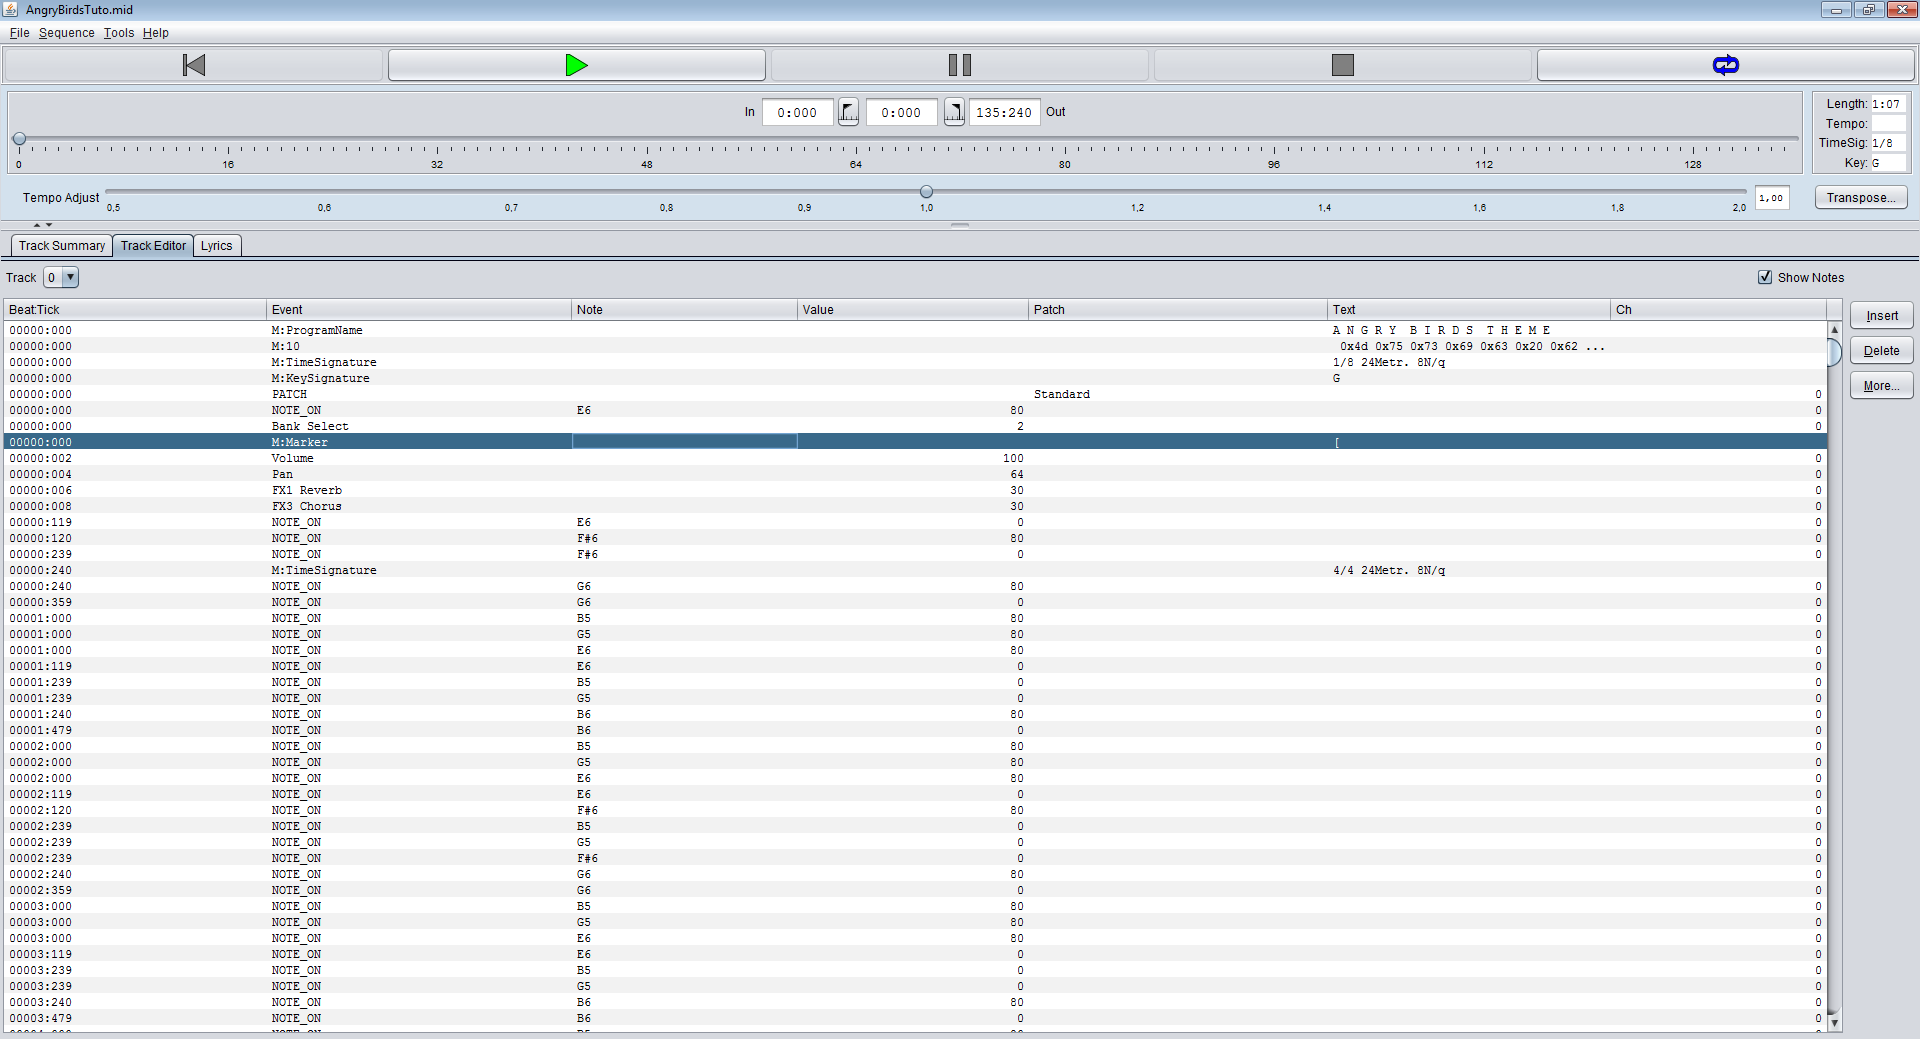 AngryBirdsTuto.mid
File Sequence Tools Help
In 0:000 0:000 135:240 Out
Length: 1:07
Tempo:
TimeSig: 1/8
Key: G
0 16 32 48 64 80 96 112 128
Tempo Adjust 0,5 0,6 0,7 0,8 0,9 1,0 1,2 1,4 1,6 1,8 2,0 1,00 Transpose...
Track Summary Track Editor Lyrics
Track 0 Show Notes
Beat:Tick Event Note Value Patch Text Ch
Insert
Delete
More...
00000:000 M:ProgramName A N G R Y B I R D S T H E M E
00000:000 M:10 0x4d 0x75 0x73 0x69 0x63 0x20 0x62 ...
00000:000 M:TimeSignature 1/8 24Metr. 8N/q
00000:000 M:KeySignature G
00000:000 PATCH Standard 0
00000:000 NOTE_ON E6 80 0
00000:000 Bank Select 2 0
00000:000 M:Marker [
00000:002 Volume 100 0
00000:004 Pan 64 0
00000:006 FX1 Reverb 30 0
00000:008 FX3 Chorus 30 0
00000:119 NOTE_ON E6 0 0
00000:120 NOTE_ON F#6 80 0
00000:239 NOTE_ON F#6 0 0
00000:240 M:TimeSignature 4/4 24Metr. 8N/q
00000:240 NOTE_ON G6 80 0
00000:359 NOTE_ON G6 0 0
00001:000 NOTE_ON B5 80 0
00001:000 NOTE_ON G5 80 0
00001:000 NOTE_ON E6 80 0
00001:119 NOTE_ON E6 0 0
00001:239 NOTE_ON B5 0 0
00001:239 NOTE_ON G5 0 0
00001:240 NOTE_ON B6 80 0
00001:479 NOTE_ON B6 0 0
00002:000 NOTE_ON B5 80 0
00002:000 NOTE_ON G5 80 0
00002:000 NOTE_ON E6 80 0
00002:119 NOTE_ON E6 0 0
00002:120 NOTE_ON F#6 80 0
00002:239 NOTE_ON B5 0 0
00002:239 NOTE_ON G5 0 0
00002:239 NOTE_ON F#6 0 0
00002:240 NOTE_ON G6 80 0
00002:359 NOTE_ON G6 0 0
00003:000 NOTE_ON B5 80 0
00003:000 NOTE_ON G5 80 0
00003:000 NOTE_ON E6 80 0
00003:119 NOTE_ON E6 0 0
00003:239 NOTE_ON B5 0 0
00003:239 NOTE_ON G5 0 0
00003:240 NOTE_ON B6 80 0
00003:479 NOTE_ON B6 0 0